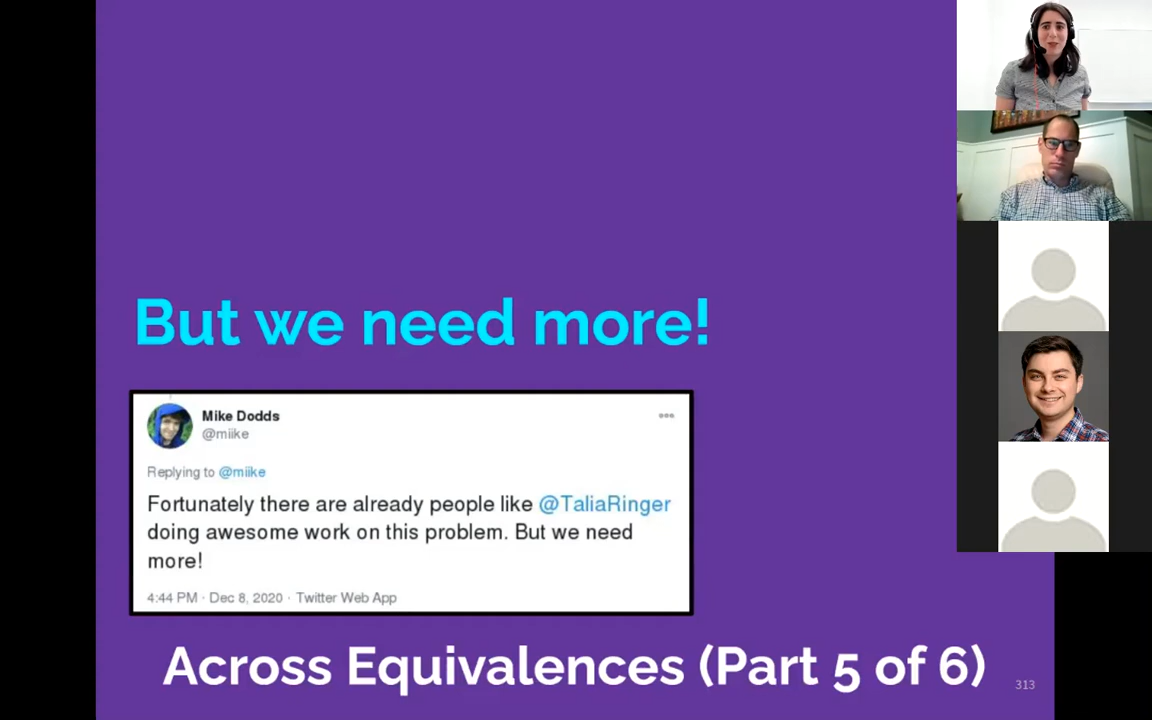 But we need more!
Mike Dodds
@miike
Replying to @miike
Fortunately there are already people like @TaliaRinger
doing awesome work on this problem. But we need
more!
4:44 PM · Dec 8, 2020 · Twitter Web App
Across Equivalences (Part 5 of 6)
313